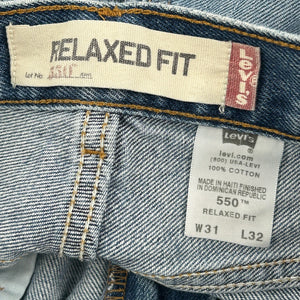 RELAXED FIT
Lot No.
Levi's
Levi's
levi.com
(800) USA-LEVI
100% COTTON
MADE IN HAITI FINISHED
IN DOMINICAN REPUBLIC
550™
RELAXED FIT
W31 L32